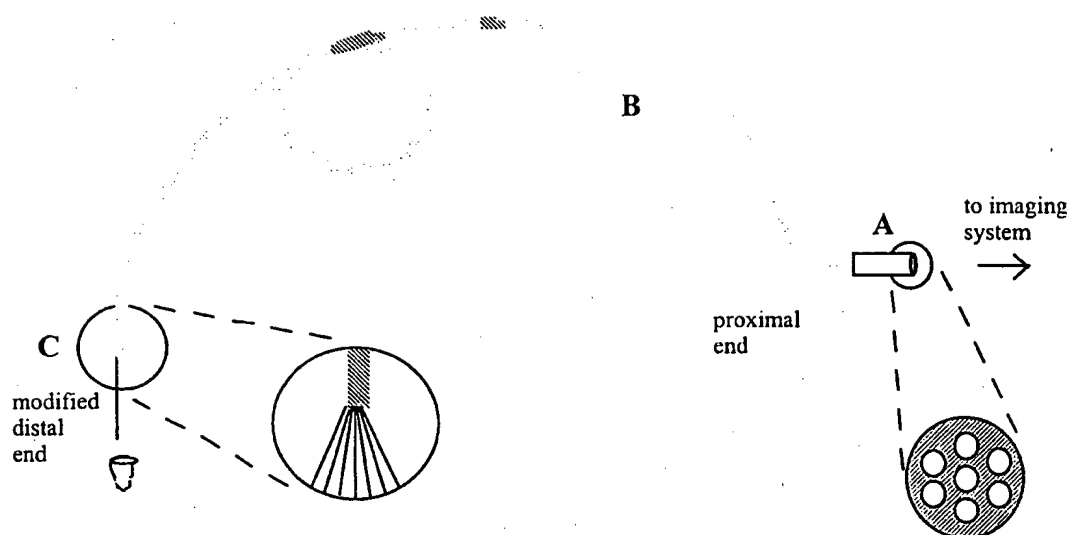 B
A
to imaging
system
proximal
end
C
modified
distal
end